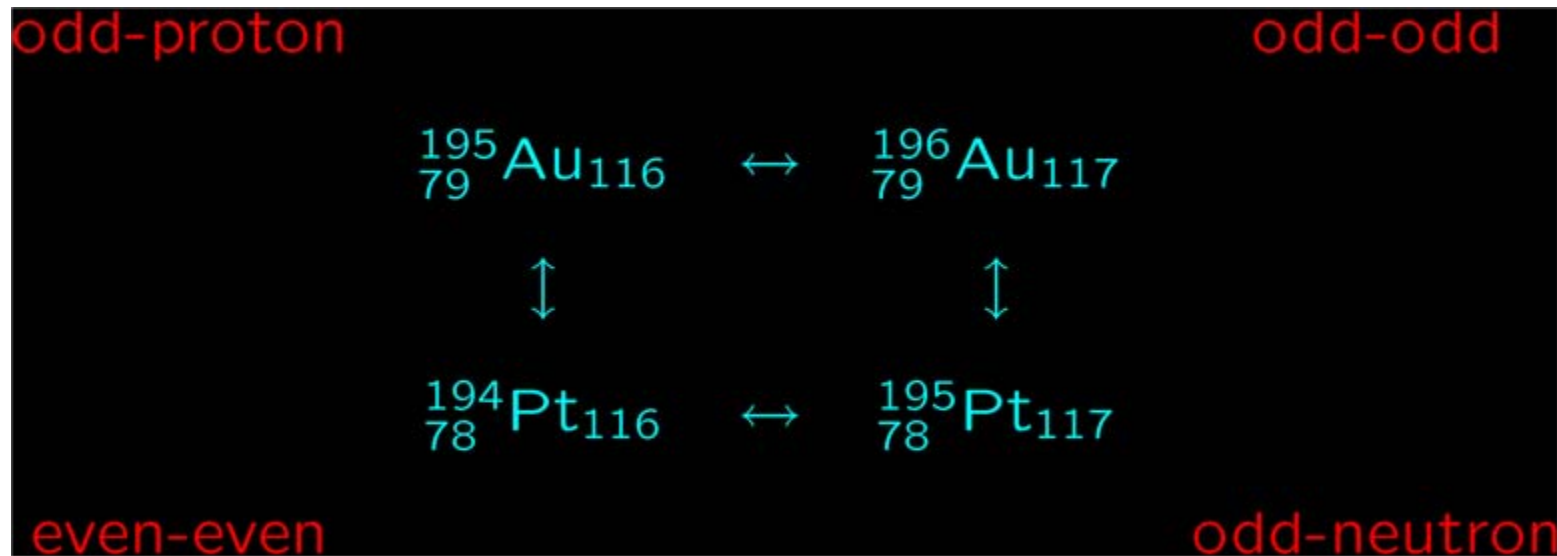 odd-proton odd-odd
¹⁹⁵₇₉Au₁₁₆ ↔ ¹⁹⁶₇₉Au₁₁₇
↕ ↕
¹⁹⁴₇₈Pt₁₁₆ ↔ ¹⁹⁵₇₈Pt₁₁₇
even-even odd-neutron